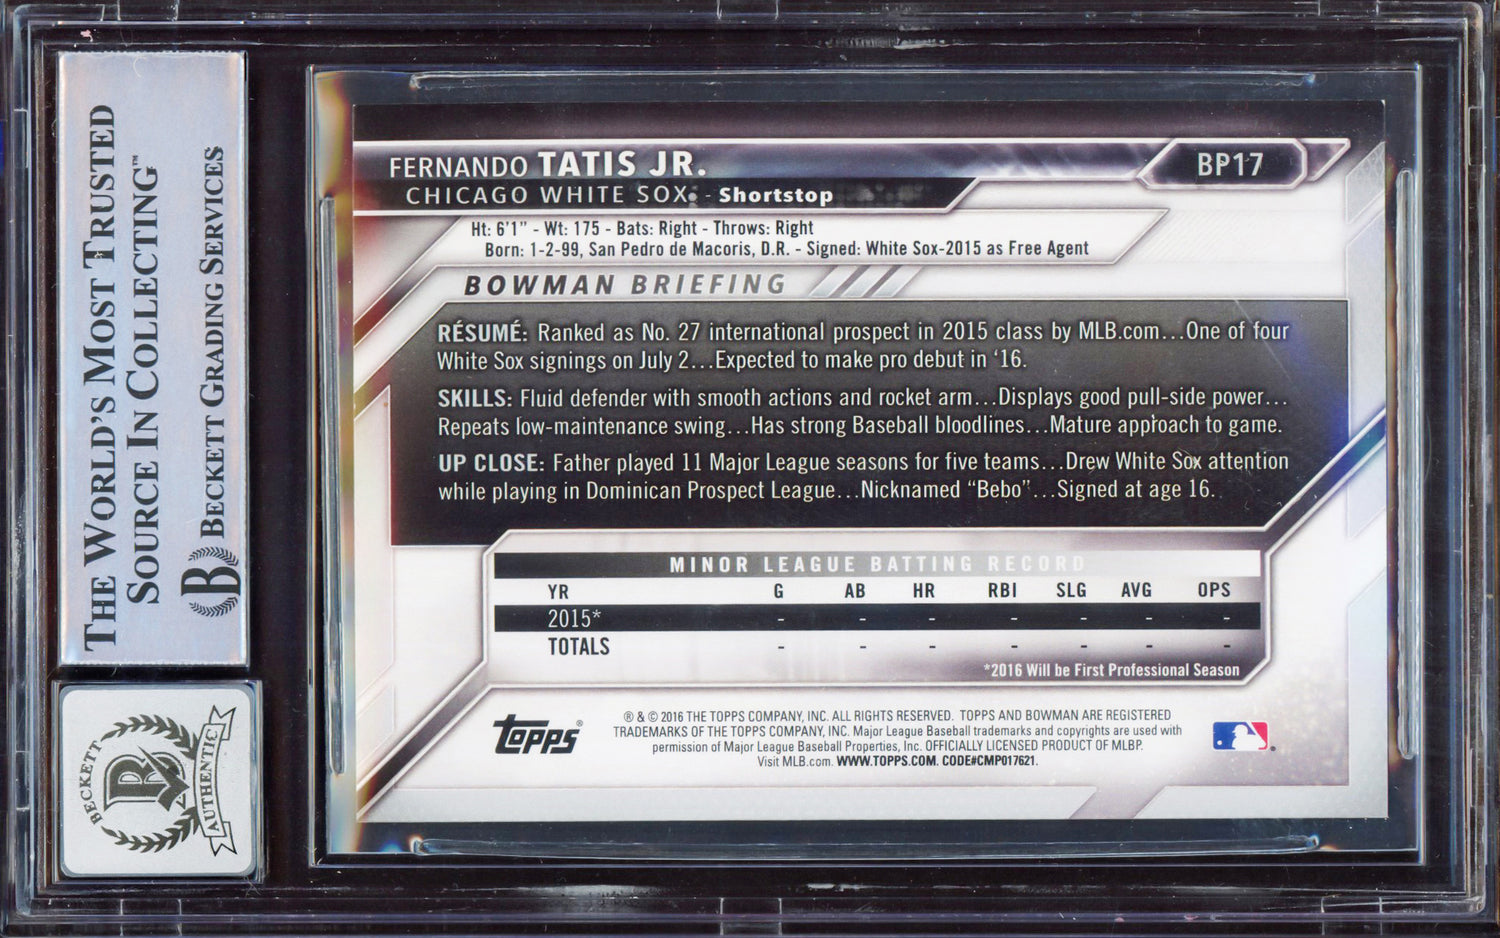 THE WORLD'S MOST TRUSTED
SOURCE IN COLLECTING™
B BECKETT GRADING SERVICES
BECKETT
B
AUTHENTIC
FERNANDO TATIS JR.
BP17
CHICAGO WHITE SOX - Shortstop
Ht: 6'1" - Wt: 175 - Bats: Right - Throws: Right
Born: 1-2-99, San Pedro de Macoris, D.R. - Signed: White Sox-2015 as Free Agent
BOWMAN BRIEFING
RÉSUMÉ: Ranked as No. 27 international prospect in 2015 class by MLB.com...One of four
White Sox signings on July 2...Expected to make pro debut in ‘16.
SKILLS: Fluid defender with smooth actions and rocket arm...Displays good pull-side power...
Repeats low-maintenance swing...Has strong Baseball bloodlines...Mature approach to game.
UP CLOSE: Father played 11 Major League seasons for five teams...Drew White Sox attention
while playing in Dominican Prospect League...Nicknamed “Bebo”...Signed at age 16.
MINOR LEAGUE BATTING RECORD
YR G AB HR RBI SLG AVG OPS
2015* - - - - - - -
TOTALS - - - - - - -
*2016 Will be First Professional Season
Topps®
® & © 2016 THE TOPPS COMPANY, INC. ALL RIGHTS RESERVED. TOPPS AND BOWMAN ARE REGISTERED
TRADEMARKS OF THE TOPPS COMPANY, INC. Major League Baseball trademarks and copyrights are used with
permission of Major League Baseball Properties, Inc. OFFICIALLY LICENSED PRODUCT OF MLBP.
Visit MLB.com. WWW.TOPPS.COM. CODE#CMP017621.